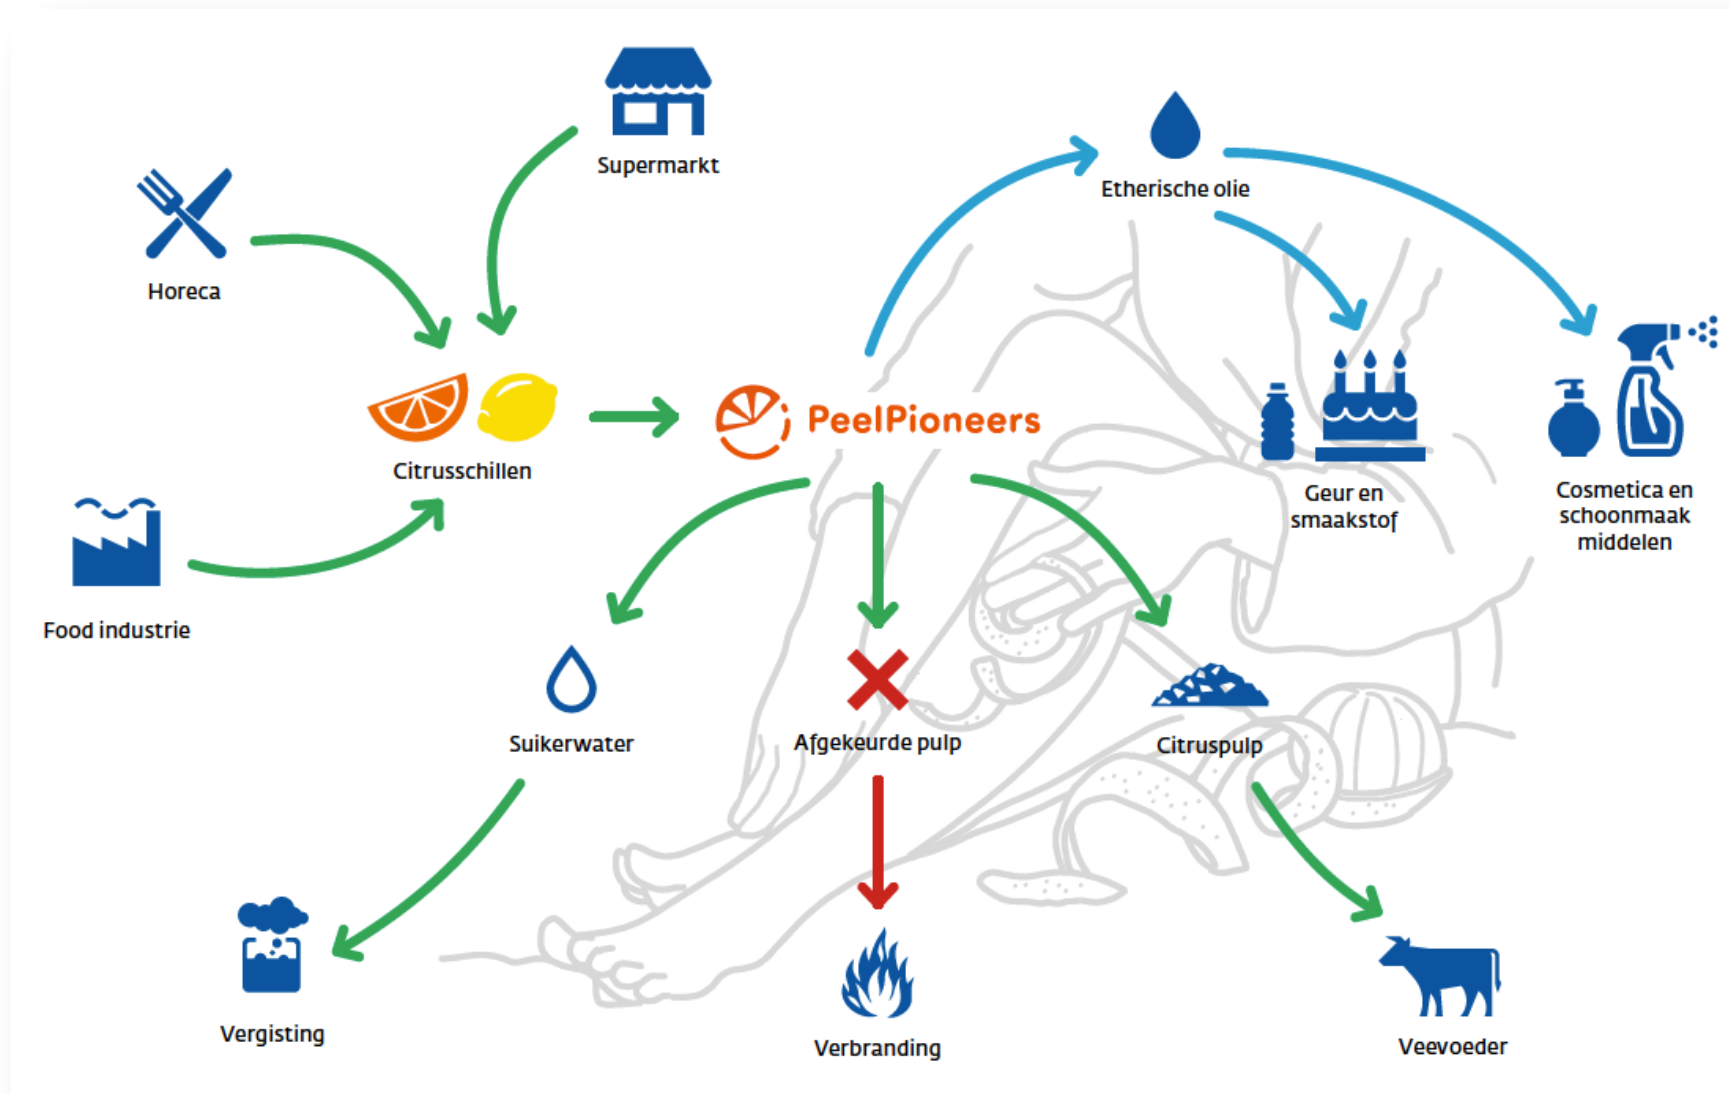 Supermarkt
Etherische olie
Horeca
PeelPioneers
Citrusschillen
Geur en
smaakstof
Cosmetica en
schoonmaak
middelen
Food industrie
Suikerwater
Afgekeurde pulp
Citruspulp
Vergisting
Verbranding
Veevoeder